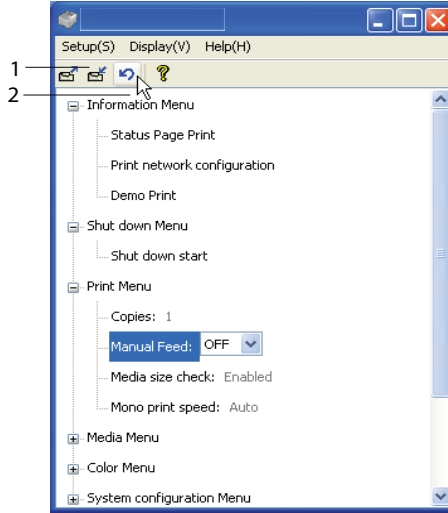 Setup(S) Display(V) Help(H)
1
2
Information Menu
Status Page Print
Print network configuration
Demo Print
Shut down Menu
Shut down start
Print Menu
Copies: 1
Manual Feed: OFF
Media size check: Enabled
Mono print speed: Auto
Media Menu
Color Menu
System configuration Menu